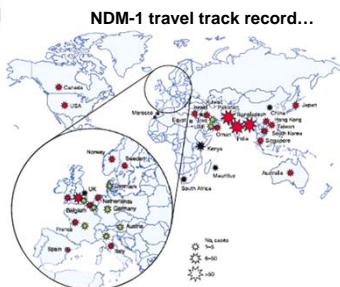 NDM-1 travel track record…
Canada
USA
Morocco
Kenya
Mauritius
South Africa
Oman
Pakistan
Bangladesh
India
China
Japan
Hong Kong
Taiwan
South Korea
Singapore
Australia
Norway
Sweden
UK
Denmark
Netherlands
Belgium
Germany
France
Austria
Spain
Italy
No. cases
1–5
6–50
>50